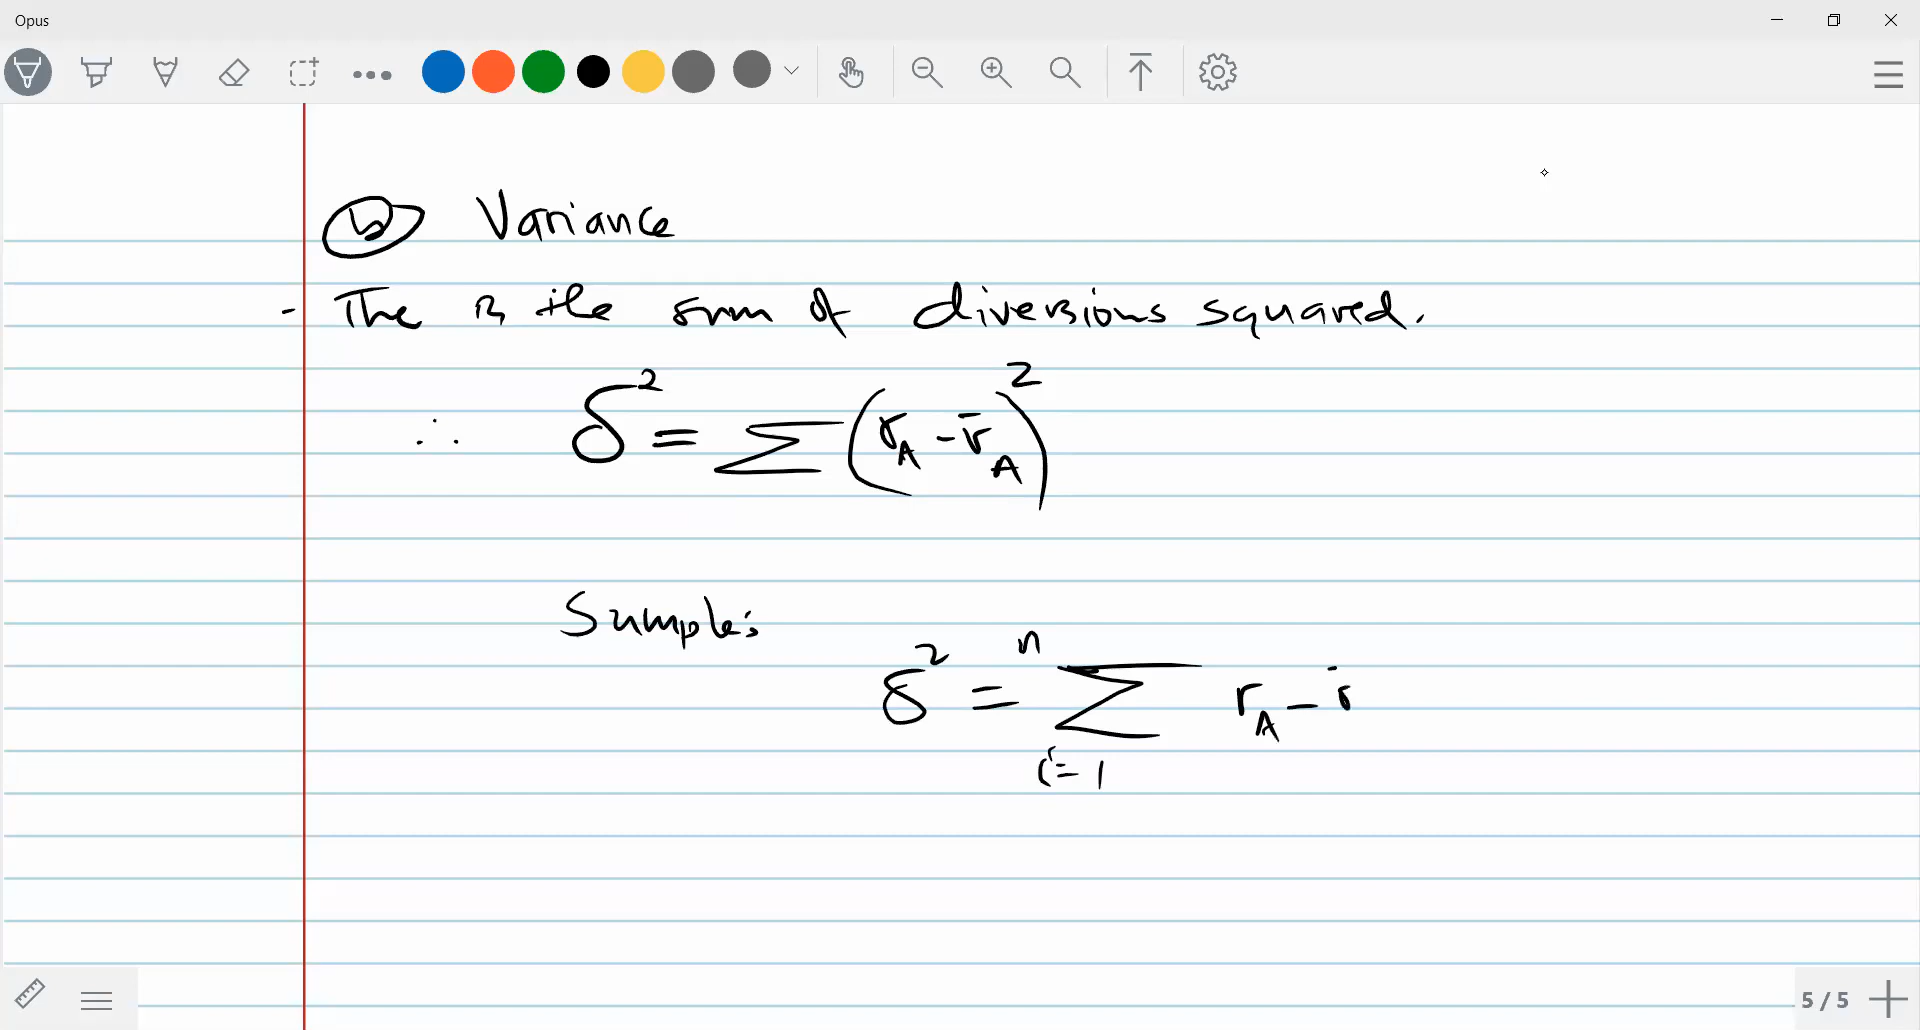 Opus
b Variance
- The is the sum of diversions squared.
∴ δ² = Σ (r_A - r̄_A)²
Sample:
δ² = n Σ i=1 r_A - r̄
5 / 5